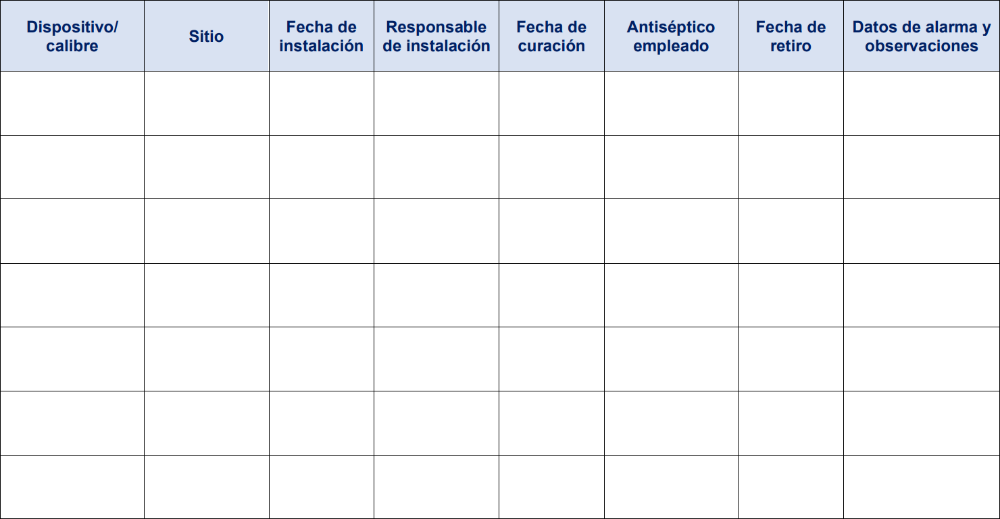 Dispositivo/
calibre
Sitio
Fecha de
instalación
Responsable
de instalación
Fecha de
curación
Antiséptico
empleado
Fecha de
retiro
Datos de alarma y
observaciones